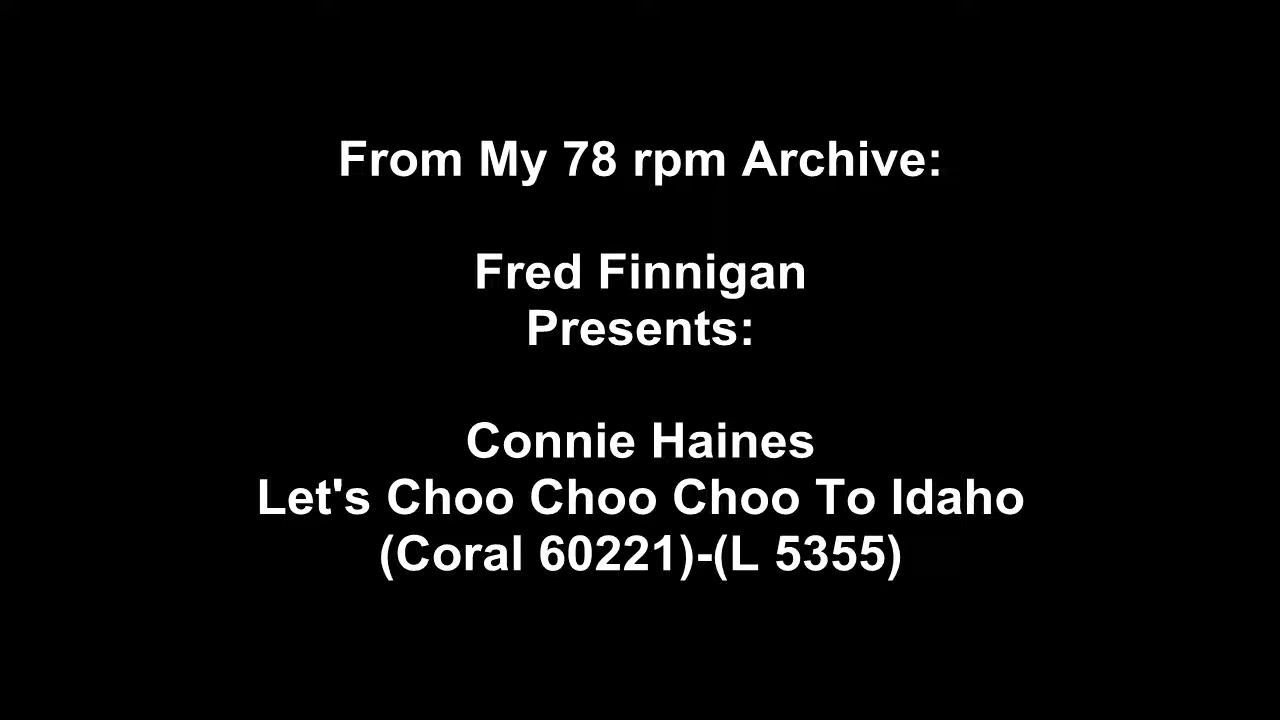 From My 78 rpm Archive:
Fred Finnigan
Presents:
Connie Haines
Let's Choo Choo Choo To Idaho
(Coral 60221)-(L 5355)